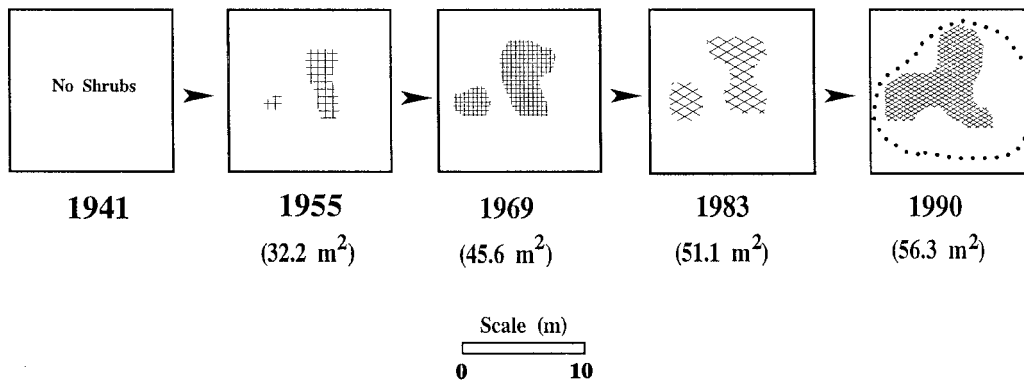 No Shrubs
1941 1955 1969 1983 1990
(32.2 m²) (45.6 m²) (51.1 m²) (56.3 m²)
Scale (m)
0 10